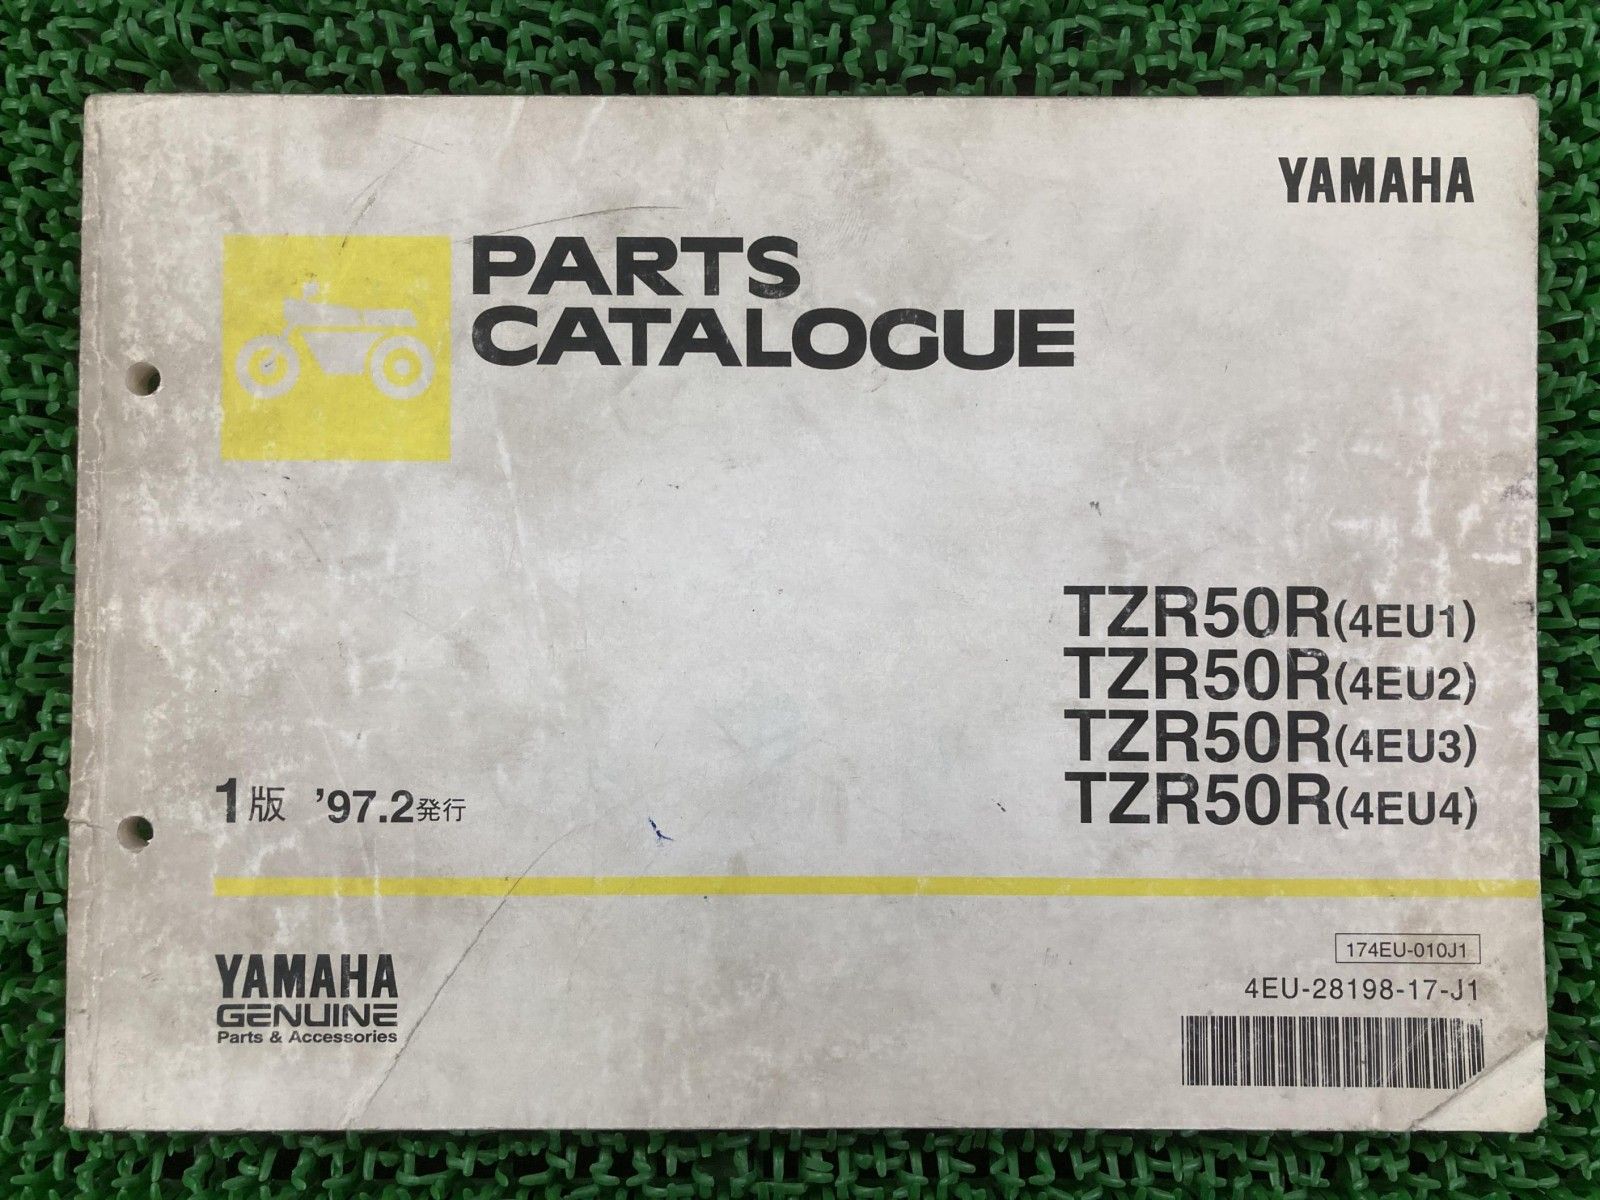 YAMAHA
PARTS
CATALOGUE
TZR50R(4EU1)
TZR50R(4EU2)
TZR50R(4EU3)
TZR50R(4EU4)
1版 '97.2発行
YAMAHA
GENUINE
Parts & Accessories
174EU-010J1
4EU-28198-17-J1